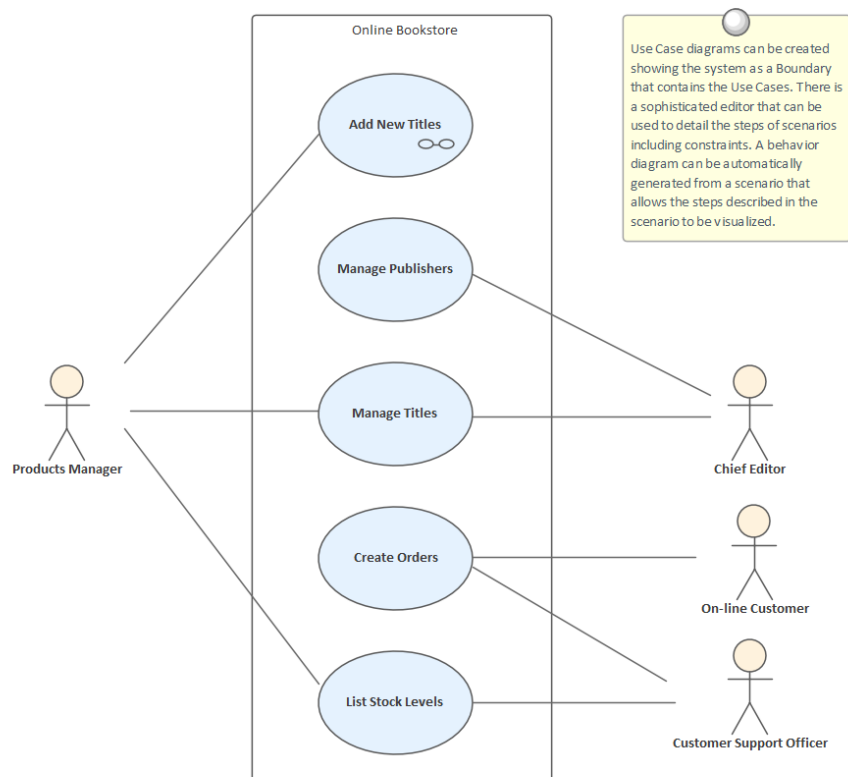 Online Bookstore
Use Case diagrams can be created
showing the system as a Boundary
that contains the Use Cases. There is
a sophisticated editor that can be
used to detail the steps of scenarios
including constraints. A behavior
diagram can be automatically
generated from a scenario that
allows the steps described in the
scenario to be visualized.
Add New Titles
Manage Publishers
Manage Titles
Products Manager
Chief Editor
Create Orders
On-line Customer
List Stock Levels
Customer Support Officer